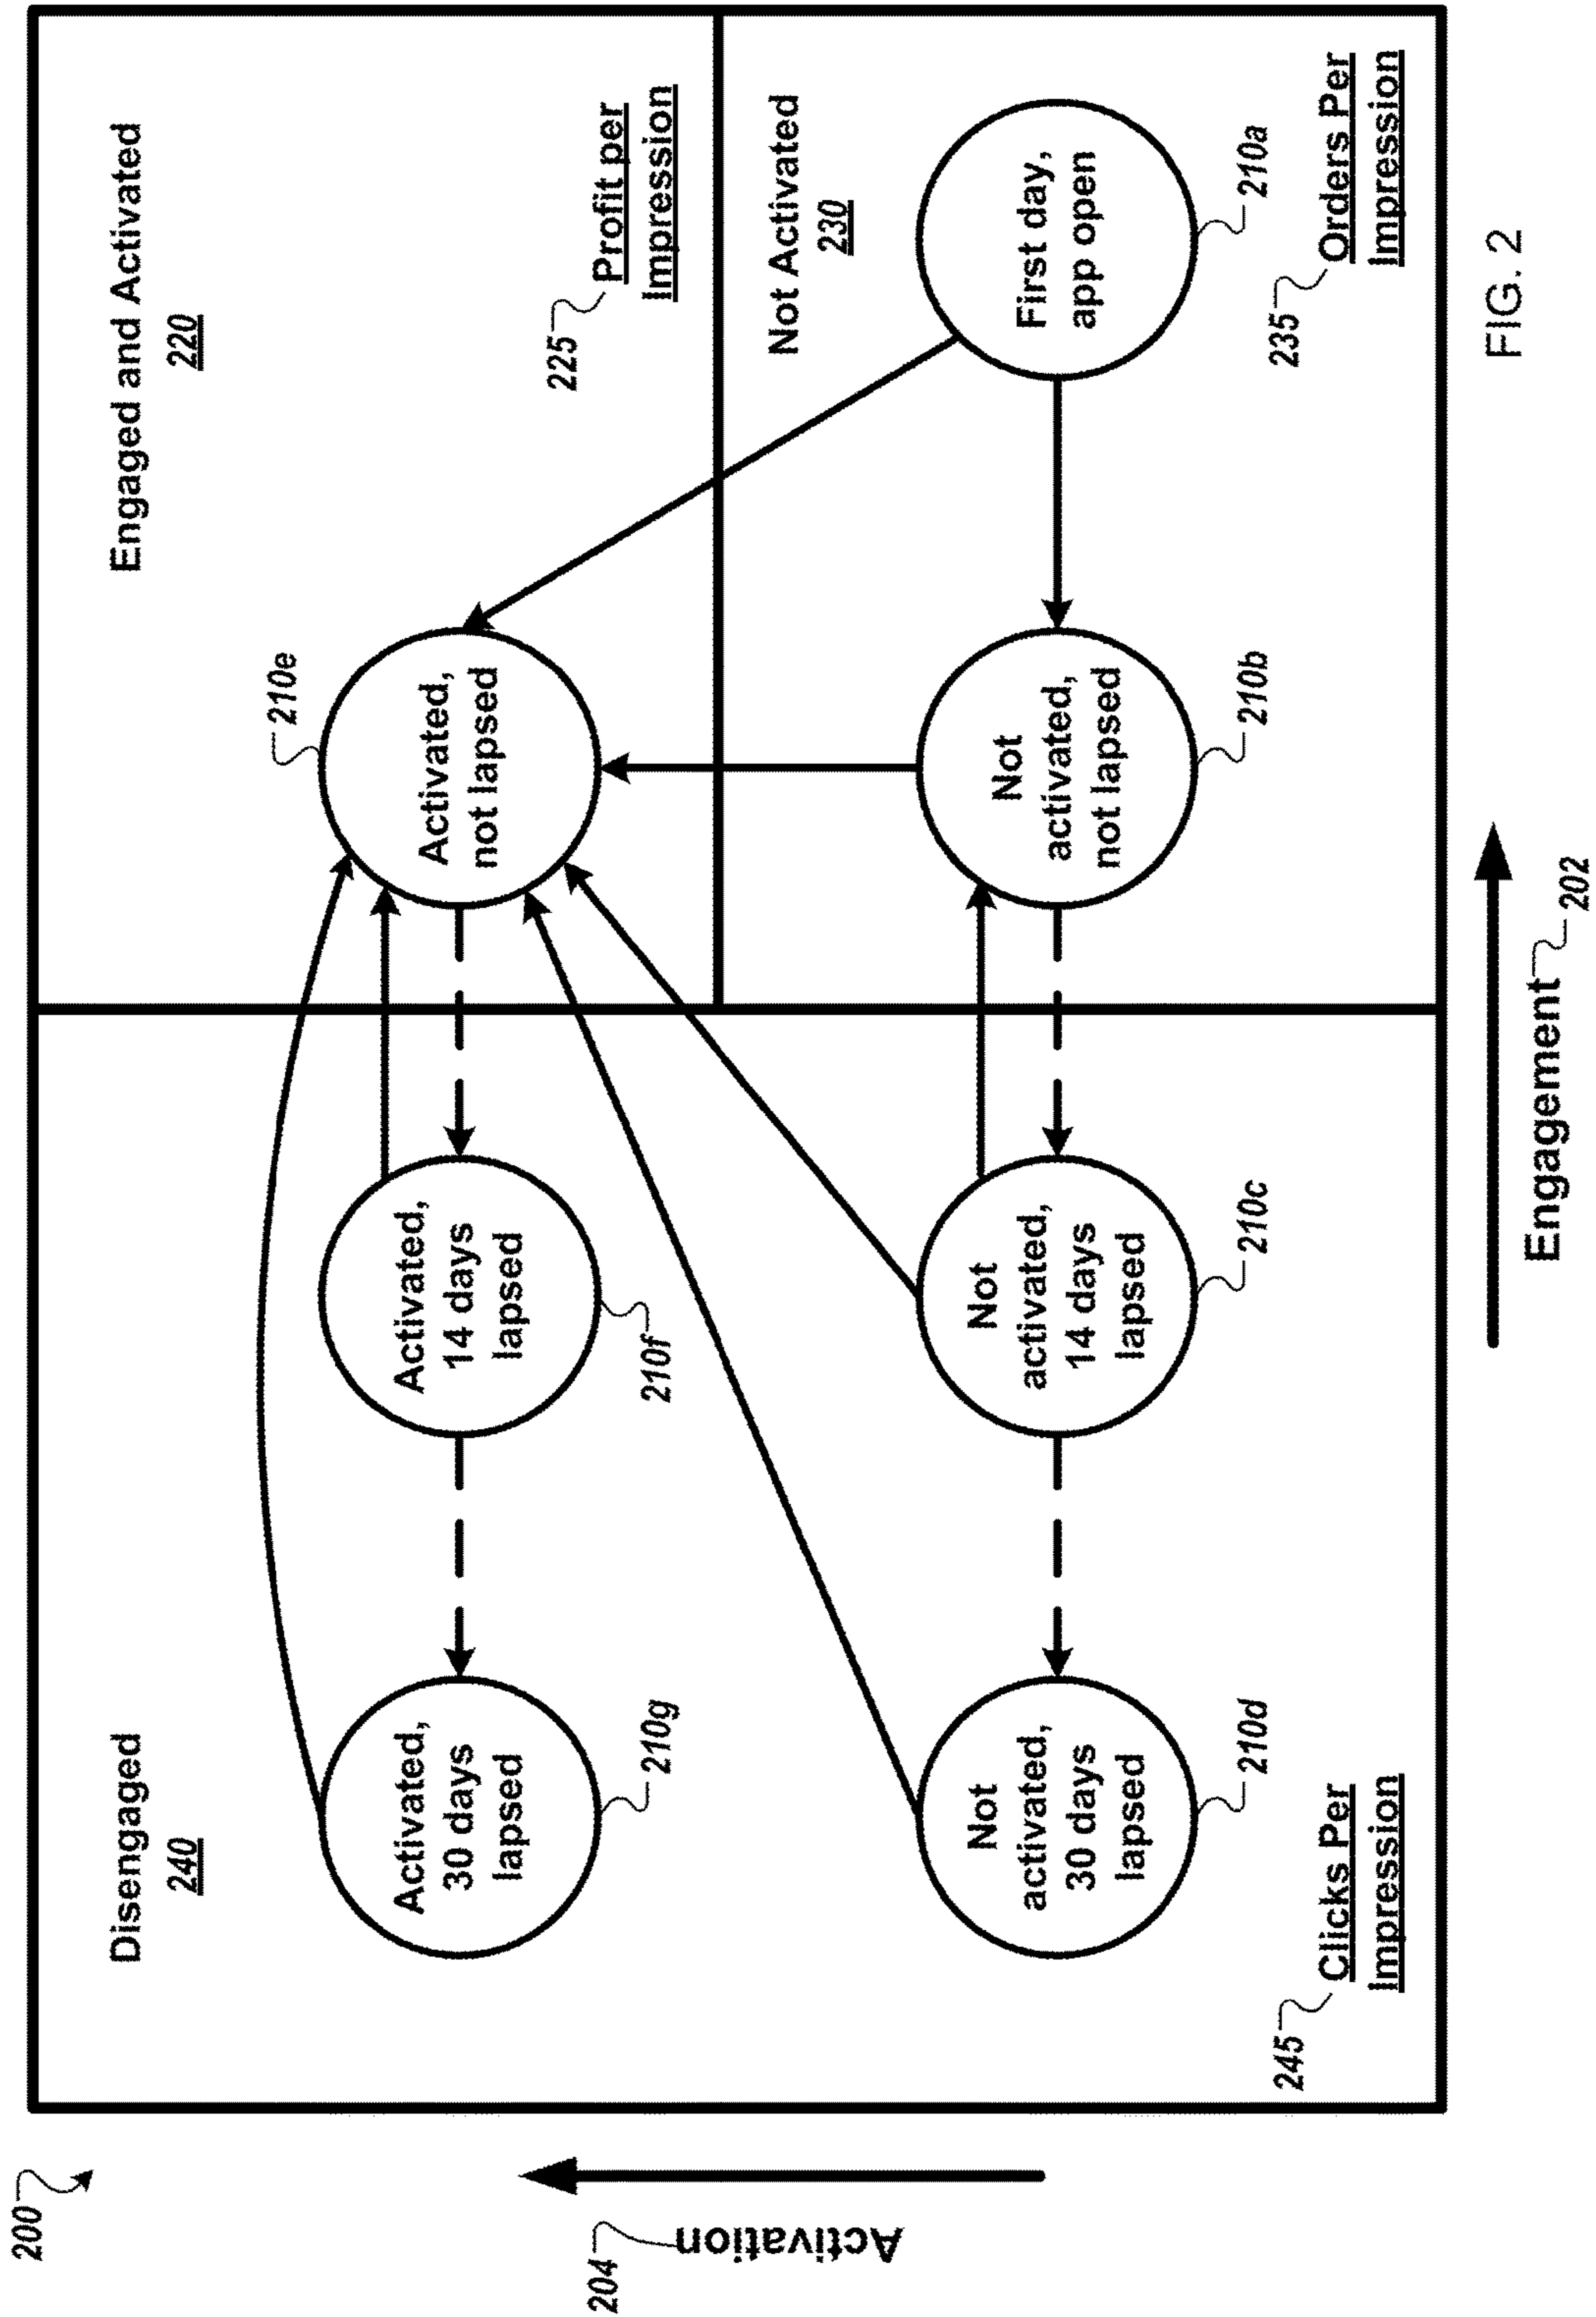 200
Disengaged
240
Engaged and Activated
220
210e
Activated,
30 days
lapsed
210g
Activated,
14 days
lapsed
210f
Activated,
not lapsed
225
Profit per
Impression
204
Activation
Not Activated
230
Not
activated,
30 days
lapsed
210d
Not
activated,
14 days
lapsed
210c
Not
activated,
not lapsed
210b
First day,
app open
210a
245
Clicks Per
Impression
235
Orders Per
Impression
Engagement
202
FIG. 2